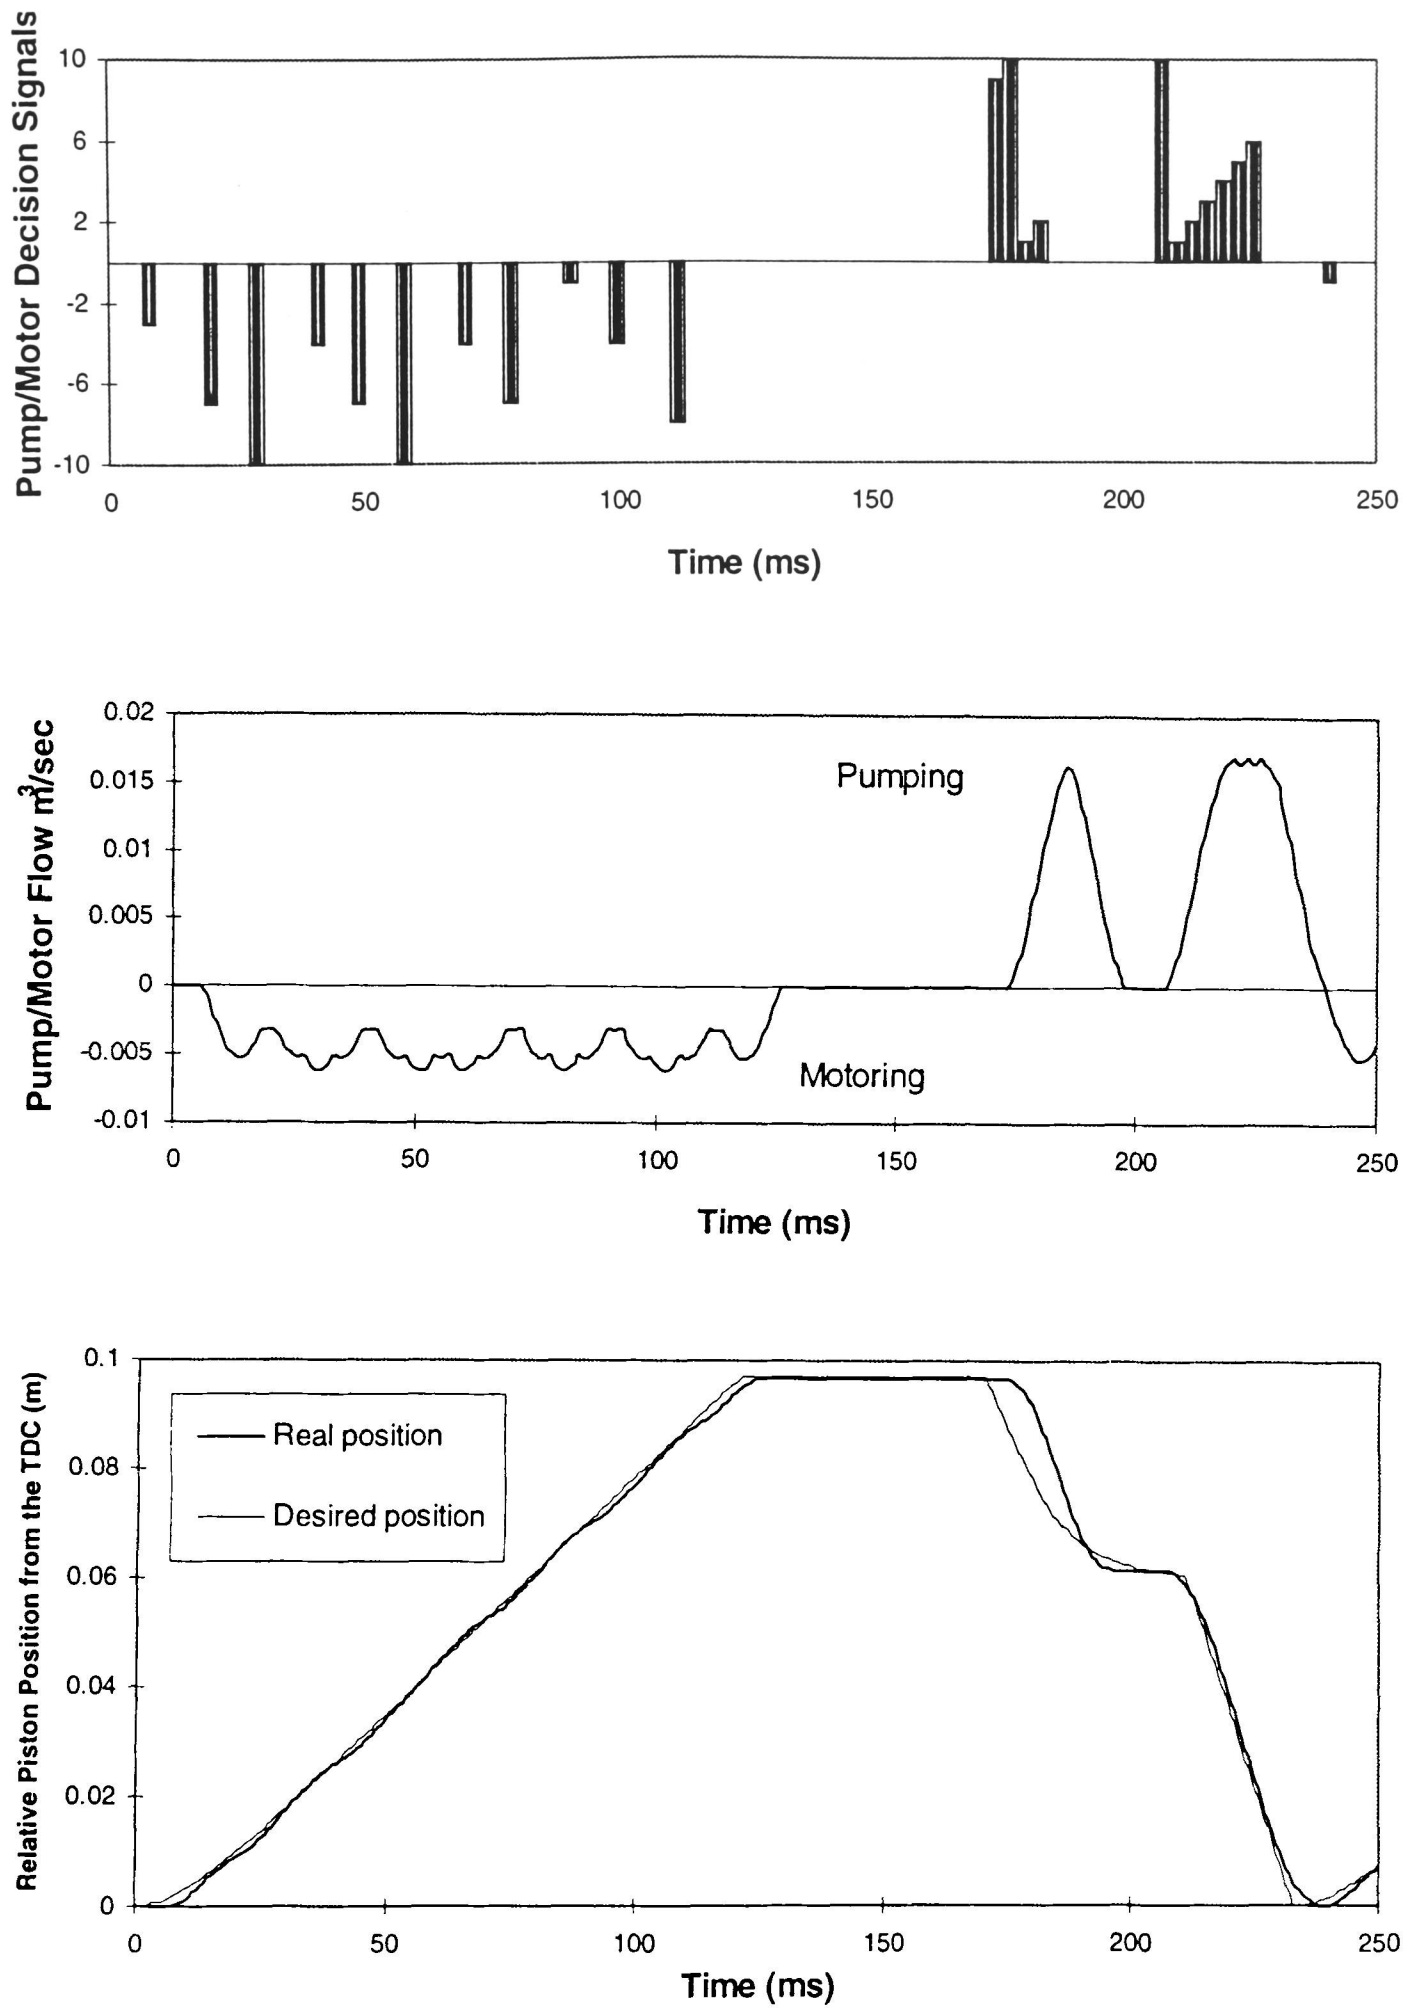 Pump/Motor Decision Signals
10
6
2
-2
-6
-10
0 50 100 150 200 250
Time (ms)
Pump/Motor Flow m³/sec
0.02
0.015
0.01
0.005
0
-0.005
-0.01
Pumping
Motoring
0 50 100 150 200 250
Time (ms)
Relative Piston Position from the TDC (m)
0.1
0.08
0.06
0.04
0.02
0
Real position
Desired position
0 50 100 150 200 250
Time (ms)